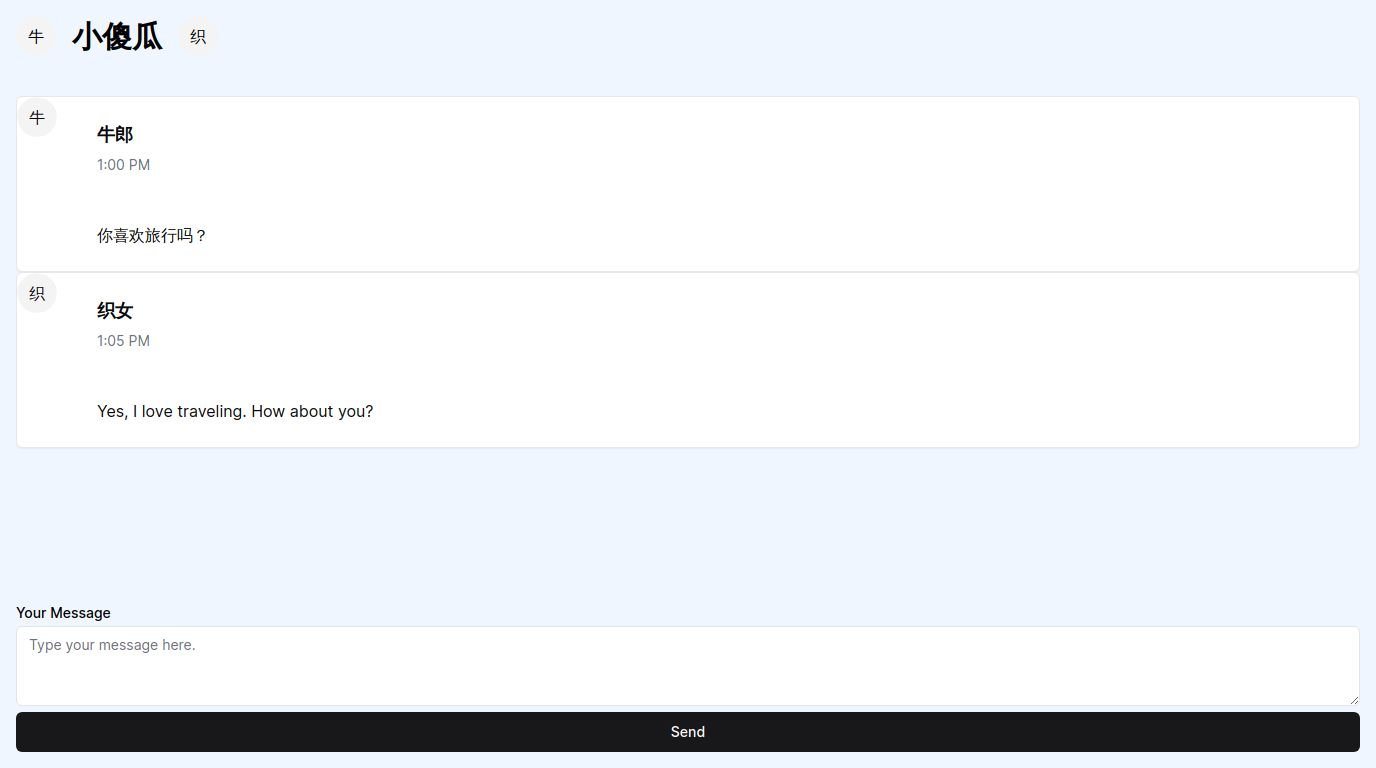 牛 小傻瓜 织
牛
牛郎
1:00 PM
你喜欢旅行吗？
织
织女
1:05 PM
Yes, I love traveling. How about you?
Your Message
Type your message here.
Send